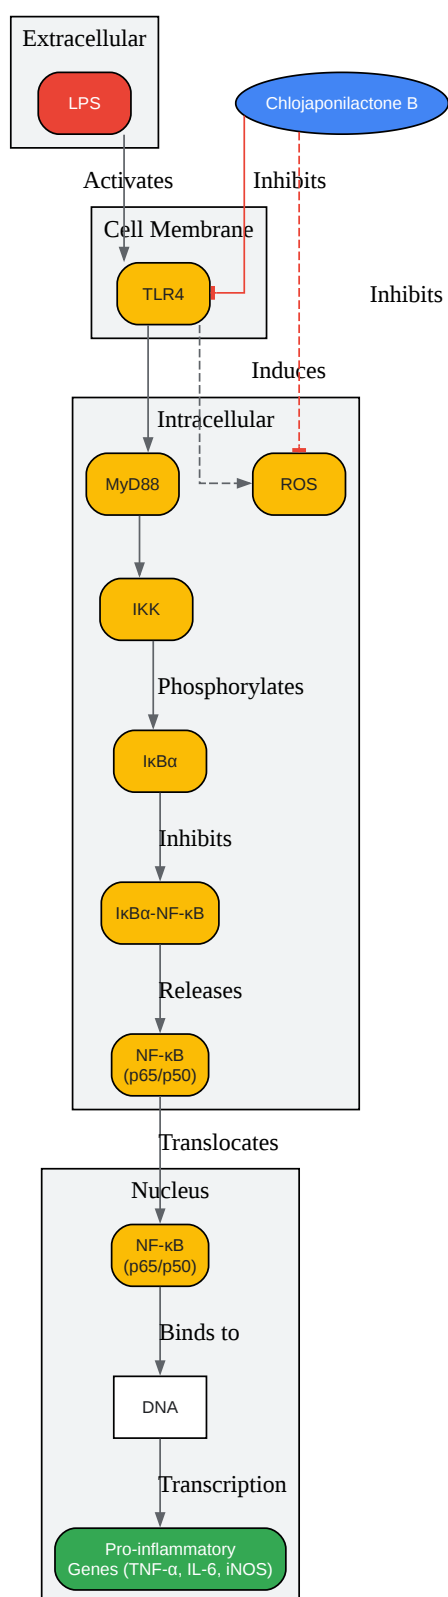 Extracellular
LPS
Chlojaponilactone B
Activates
Inhibits
Cell Membrane
TLR4
Inhibits
Induces
Intracellular
MyD88
ROS
IKK
Phosphorylates
IκBα
Inhibits
IκBα-NF-κB
Releases
NF-κB
(p65/p50)
Translocates
Nucleus
NF-κB
(p65/p50)
Binds to
DNA
Transcription
Pro-inflammatory
Genes (TNF-α, IL-6, iNOS)